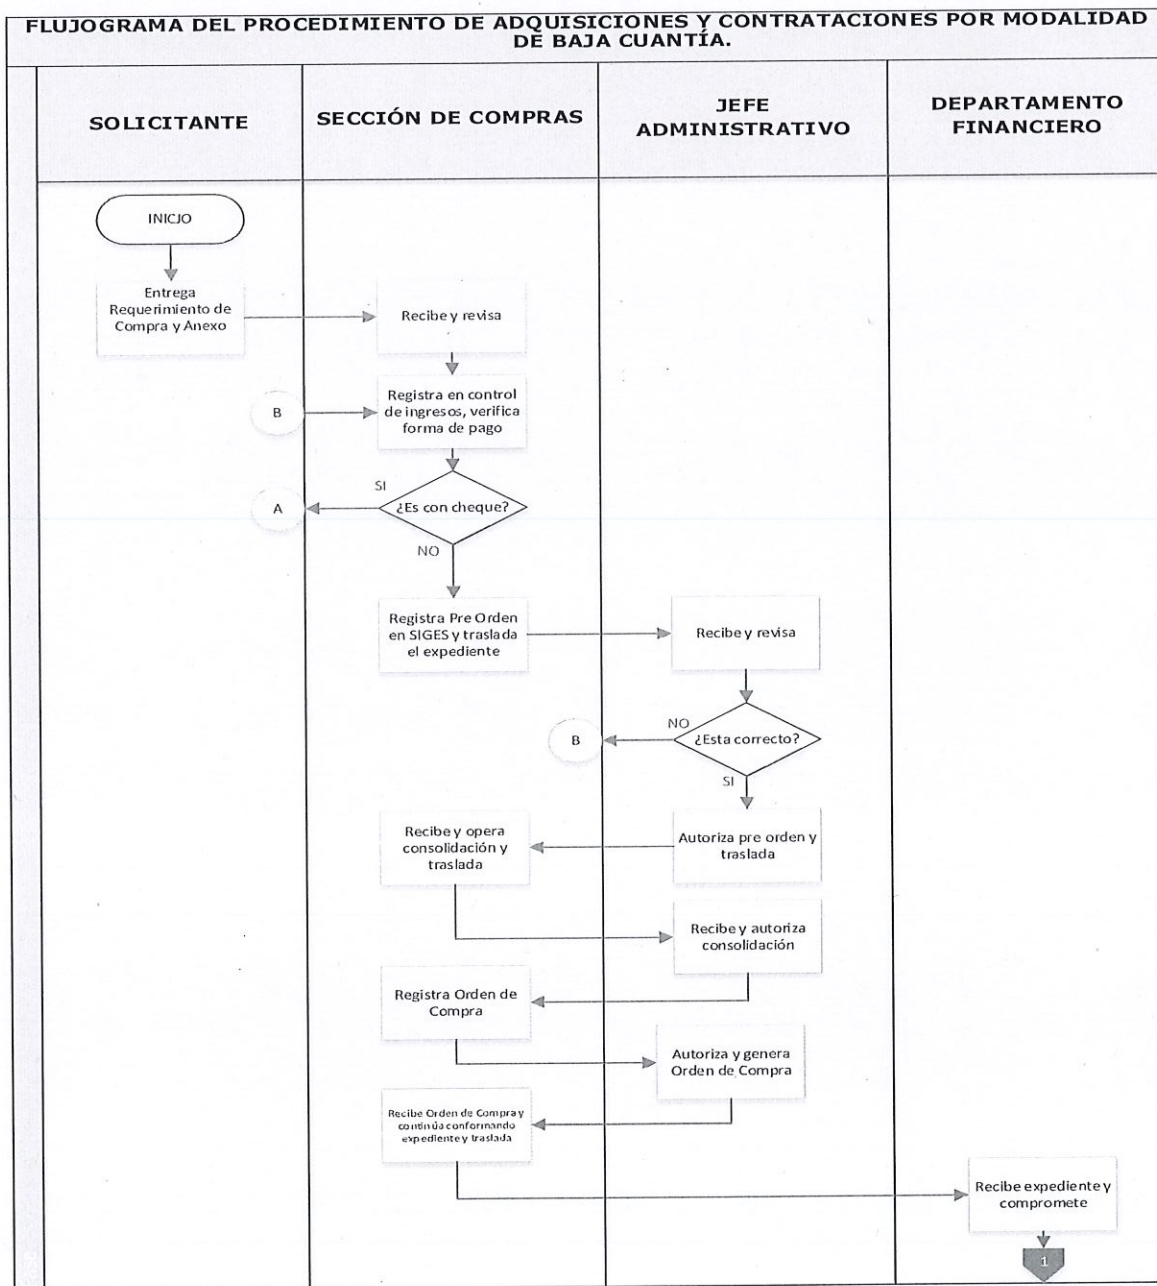 FLUJOGRAMA DEL PROCEDIMIENTO DE ADQUISICIONES Y CONTRATACIONES POR MODALIDAD
DE BAJA CUANTÍA.
SOLICITANTE
SECCIÓN DE COMPRAS
JEFE
ADMINISTRATIVO
DEPARTAMENTO
FINANCIERO
INICIO
Entrega
Requerimiento de
Compra y Anexo
Recibe y revisa
B
Registra en control
de ingresos, verifica
forma de pago
SI
A
¿Es con cheque?
NO
Registra Pre Orden
en SIGES y traslada
el expediente
Recibe y revisa
NO
B
¿Esta correcto?
SI
Recibe y opera
consolidación y
traslada
Autoriza pre orden y
traslada
Recibe y autoriza
consolidación
Registra Orden de
Compra
Autoriza y genera
Orden de Compra
Recibe Orden de Compra y
continúa conformando
expediente y traslada
Recibe expediente y
compromete
1